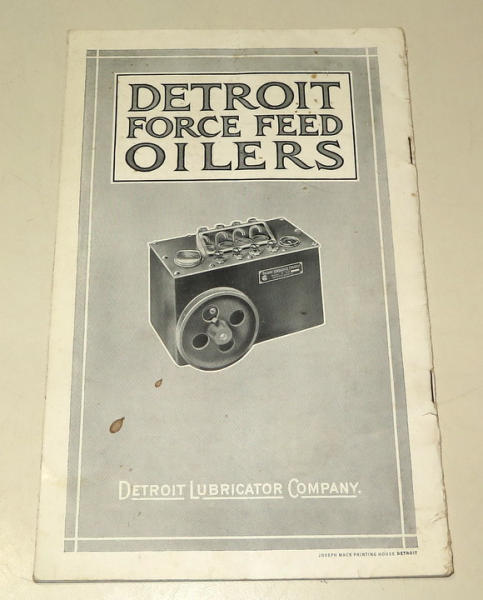 DETROIT
FORCE FEED
OILERS
DETROIT LUBRICATOR COMPANY.
JOSEPH MACK PRINTING HOUSE DETROIT